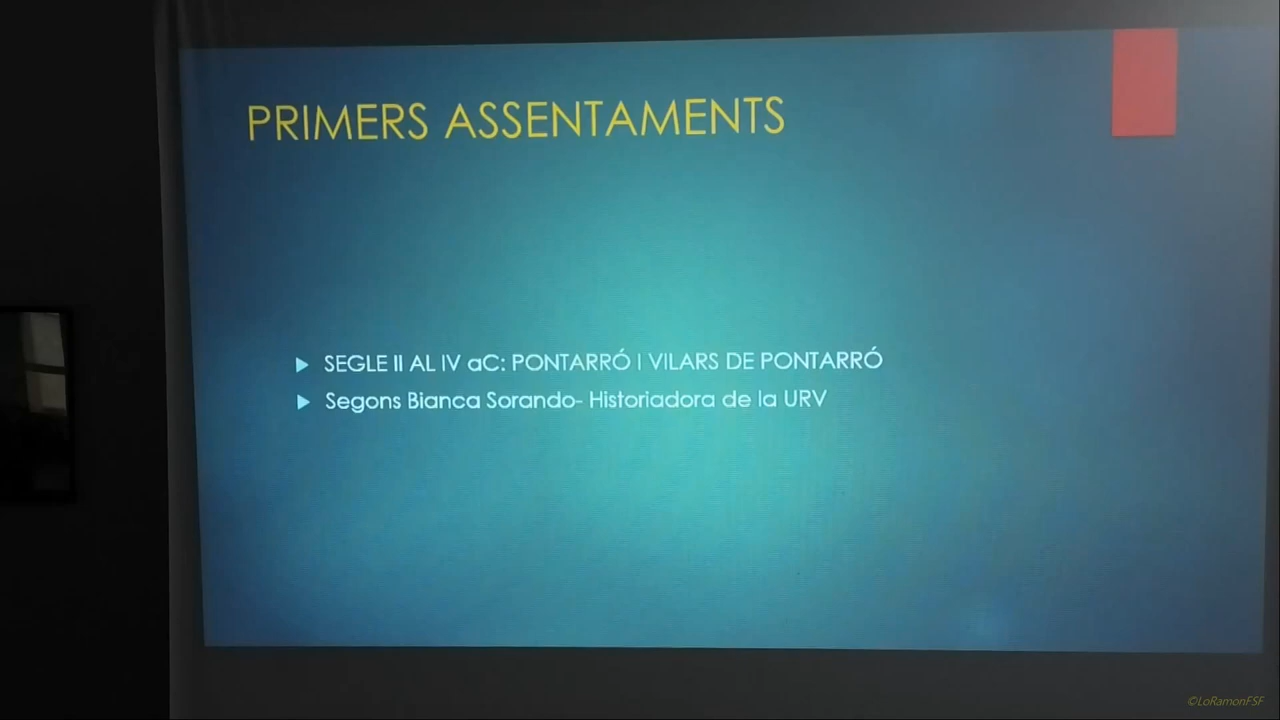 PRIMERS ASSENTAMENTS
SEGLE II AL IV aC: PONTARRÓ I VILARS DE PONTARRÓ
Segons Bianca Sorando- Historiadora de la URV
©LoRamonFSF